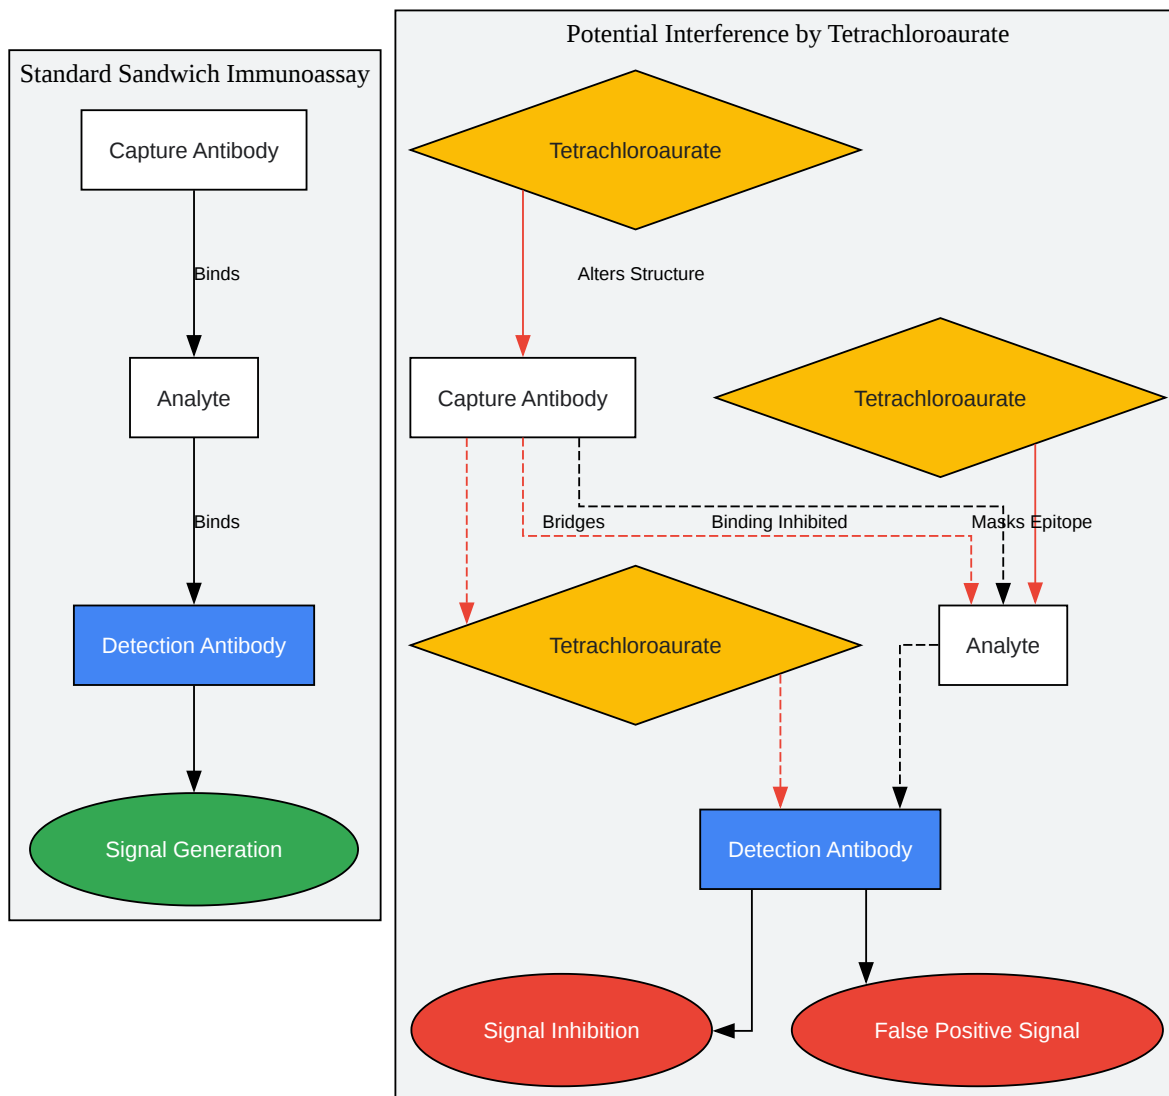 Standard Sandwich Immunoassay
Capture Antibody
Binds
Analyte
Binds
Detection Antibody
Signal Generation
Potential Interference by Tetrachloroaurate
Tetrachloroaurate
Alters Structure
Capture Antibody
Tetrachloroaurate
Bridges
Binding Inhibited
Masks Epitope
Tetrachloroaurate
Analyte
Detection Antibody
Signal Inhibition
False Positive Signal